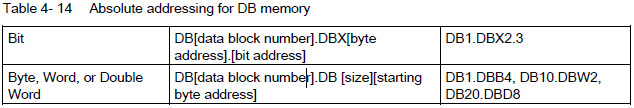 Table 4- 14 Absolute addressing for DB memory
Bit DB[data block number].DBX[byte DB1.DBX2.3
address].[bit address]
Byte, Word, or Double DB[data block number].DB [size][starting DB1.DBB4, DB10.DBW2,
Word byte address] DB20.DBD8